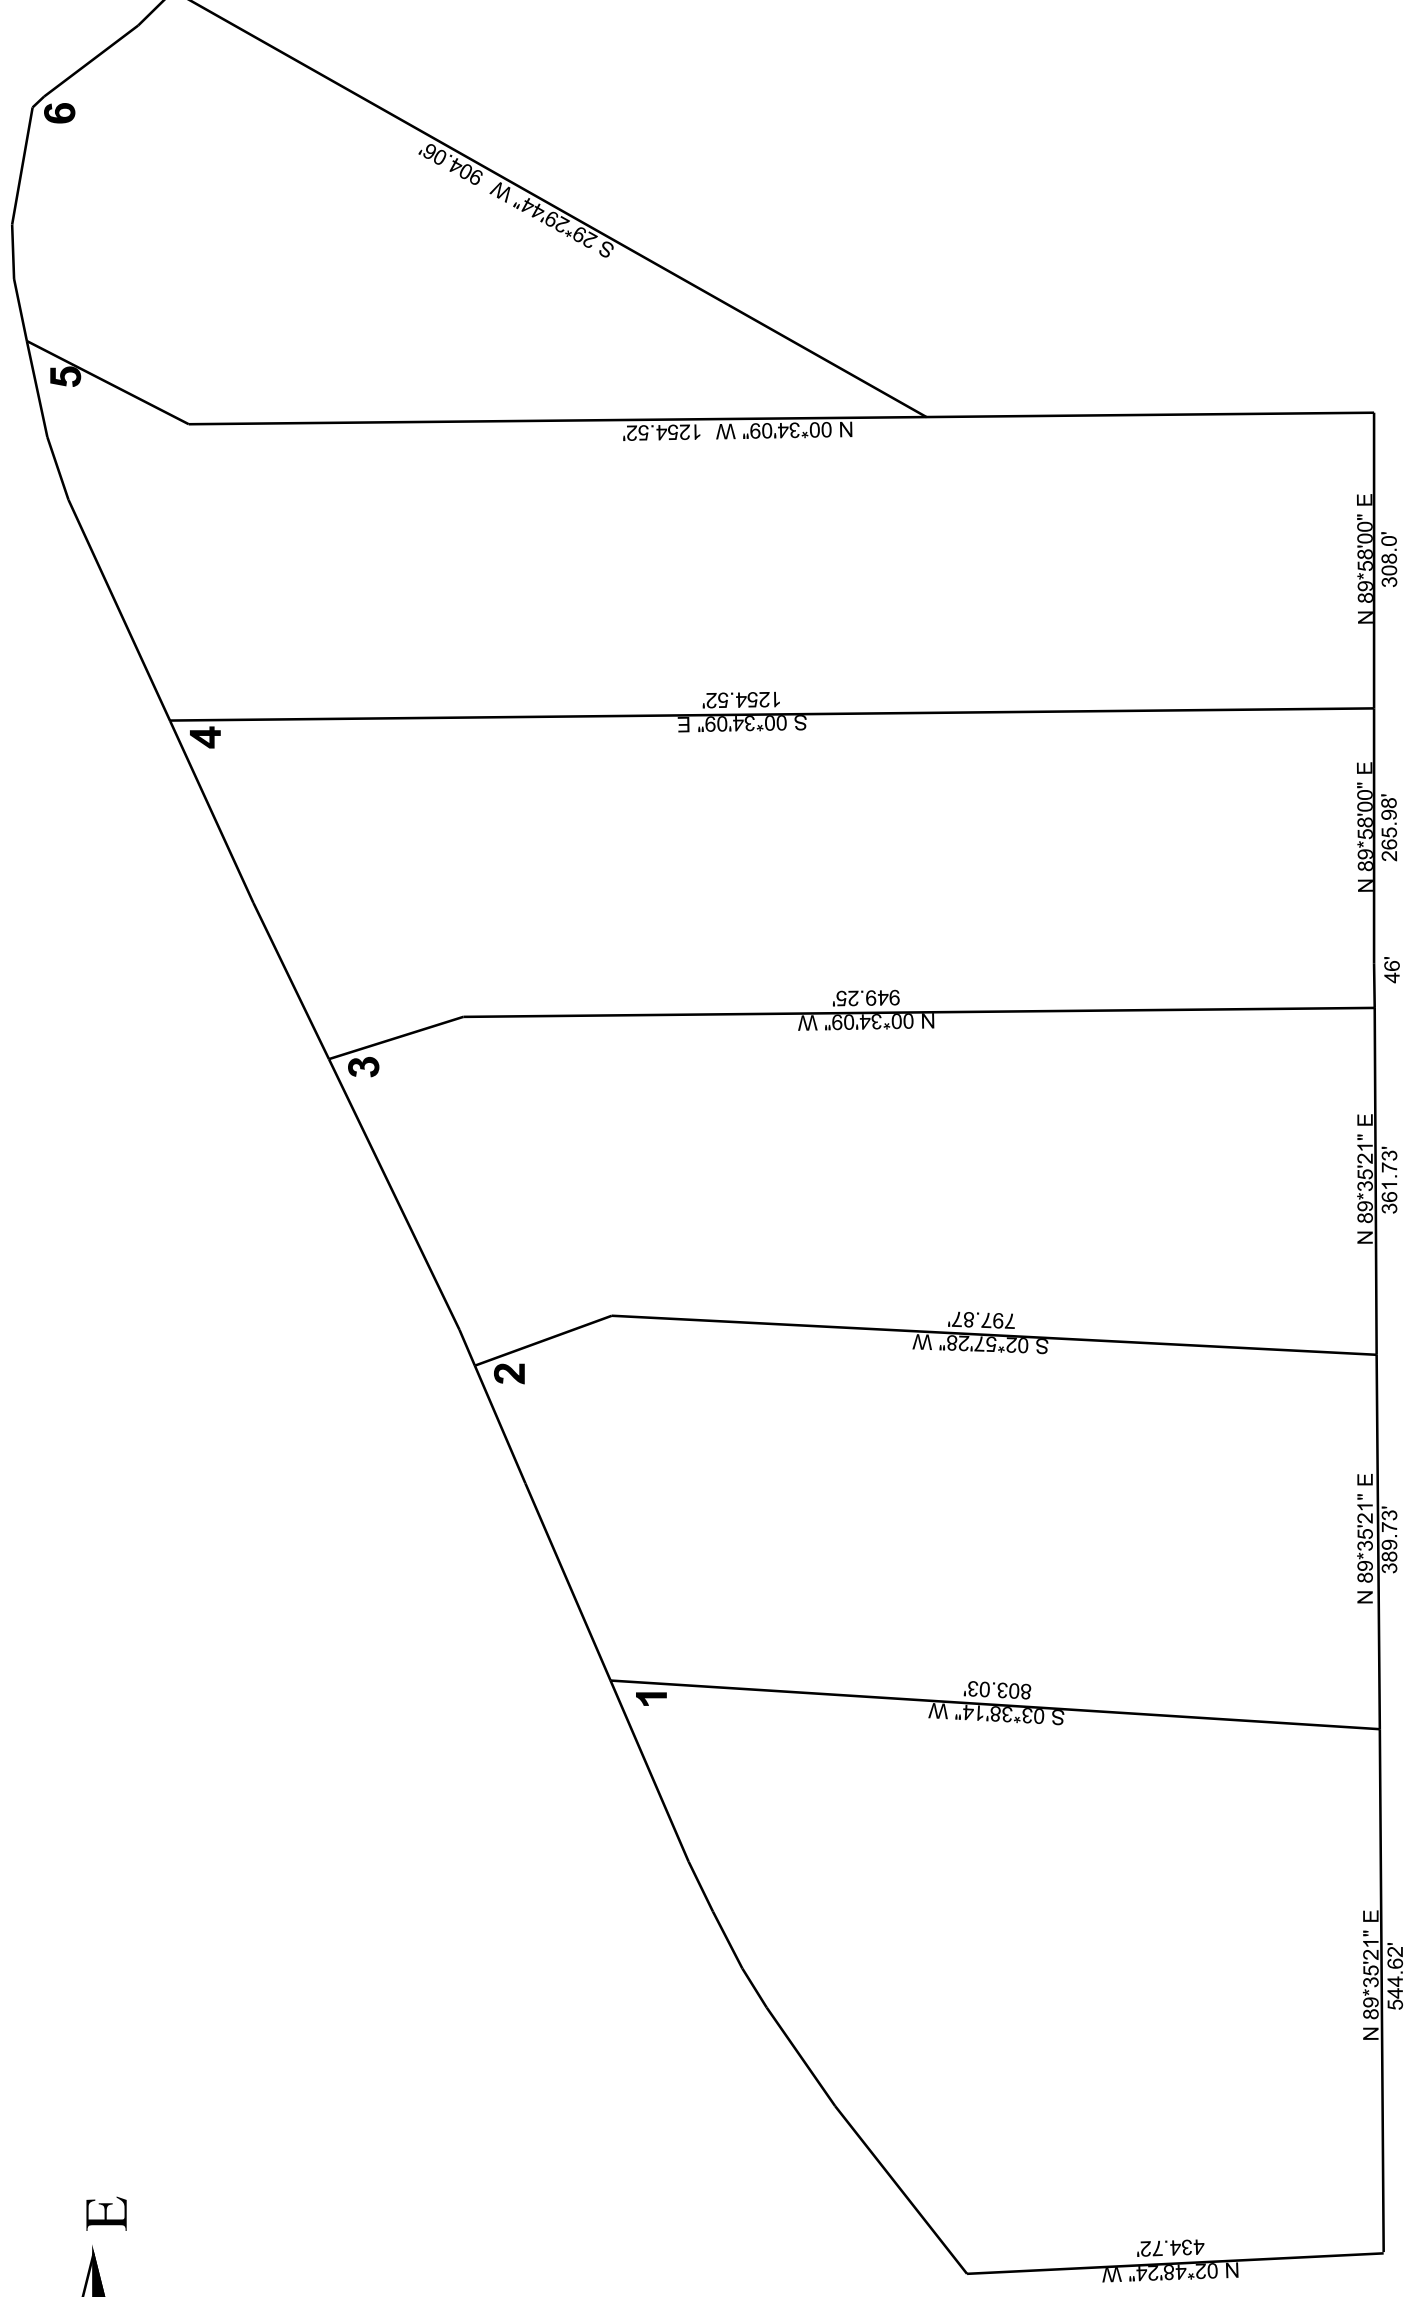 6
S 29*29'44" W 904.06'
5
N 00*34'09" W 1254.52'
N 89*58'00" E
308.0'
1254.52'
S 00*34'09" E
4
N 89*58'00" E
265.98'
46'
949.25'
N 00*34'09" W
3
N 89*35'21" E
361.73'
797.87'
S 02*57'28" W
2
N 89*35'21" E
389.73'
803.03'
S 03*38'14" W
1
N 89*35'21" E
544.62'
434.72'
N 02*48'24" W
E